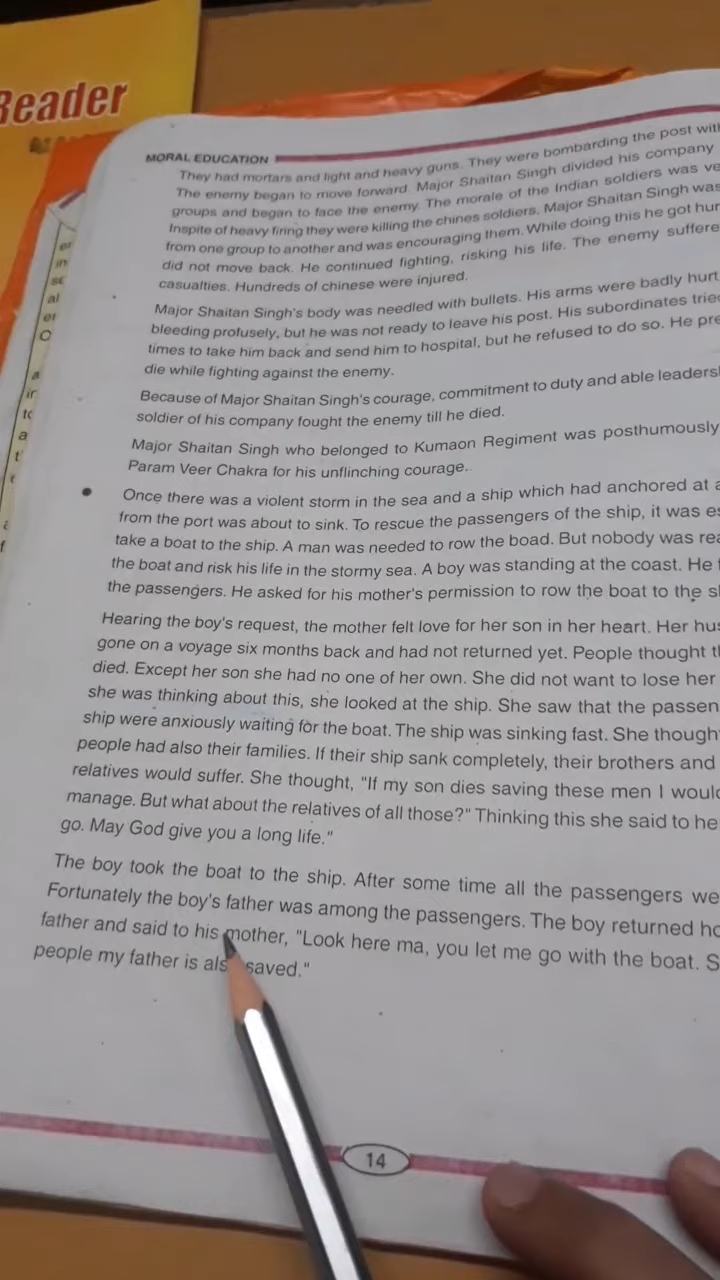 Reader
MORAL EDUCATION
They had mortars and light and heavy guns. They were bombarding the post
The enemy began to move forward. Major Shaitan Singh divided his company
groups and began to face the enemy. The morale of the Indian soldiers was
Inspite of heavy firing they were killing the chines soldiers. Major Shaitan Singh was
from one group to another and was encouraging them. While doing this he got
did not move back. He continued fighting, risking his life. The enemy
casualties. Hundreds of chinese were injured.
Major Shaitan Singh's body was needled with bullets. His arms were badly hurt
bleeding profusely, but he was not ready to leave his post. His subordinates
times to take him back and send him to hospital, but he refused to do so. He
die while fighting against the enemy.
Because of Major Shaitan Singh's courage, commitment to duty and able
soldier of his company fought the enemy till he died.
Major Shaitan Singh who belonged to Kumaon Regiment was posthumously
Param Veer Chakra for his unflinching courage.
• Once there was a violent storm in the sea and a ship which had anchored at
from the port was about to sink. To rescue the passengers of the ship, it was
take a boat to the ship. A man was needed to row the boad. But nobody was
the boat and risk his life in the stormy sea. A boy was standing at the coast. He
the passengers. He asked for his mother's permission to row the boat to the
Hearing the boy's request, the mother felt love for her son in her heart. Her
gone on a voyage six months back and had not returned yet. People thought
died. Except her son she had no one of her own. She did not want to lose her
she was thinking about this, she looked at the ship. She saw that the
ship were anxiously waiting for the boat. The ship was sinking fast. She
people had also their families. If their ship sank completely, their brothers and
relatives would suffer. She thought, "If my son dies saving these men I
manage. But what about the relatives of all those?" Thinking this she said to
go. May God give you a long life."
The boy took the boat to the ship. After some time all the passengers
Fortunately the boy's father was among the passengers. The boy returned
father and said to his mother, "Look here ma, you let me go with the boat.
people my father is also saved."
14